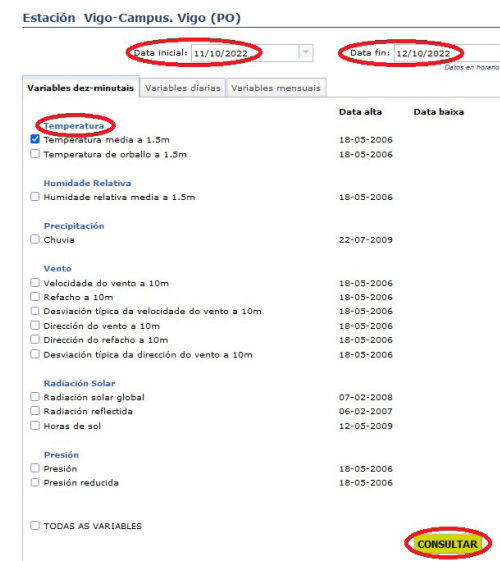 Estación Vigo-Campus. Vigo (PO)
Data inicial: 11/10/2022 Data fin: 12/10/2022
Datos en horario
Variables dez-minutais Variables diarias Variables mensuais
Data alta Data baixa
Temperatura
Temperatura media a 1.5m 18-05-2006
Temperatura de orballo a 1.5m 18-05-2006
Humidade Relativa
Humidade relativa media a 1.5m 18-05-2006
Precipitación
Chuvia 22-07-2009
Vento
Velocidade do vento a 10m 18-05-2006
Refacho a 10m 18-05-2006
Desviación típica da velocidade do vento a 10m 18-05-2006
Dirección do vento a 10m 18-05-2006
Dirección do refacho a 10m 18-05-2006
Desviación típica da dirección do vento a 10m 18-05-2006
Radiación Solar
Radiación solar global 07-02-2008
Radiación reflectida 06-02-2007
Horas de sol 12-05-2009
Presión
Presión 18-05-2006
Presión reducida 18-05-2006
TODAS AS VARIABLES
CONSULTAR